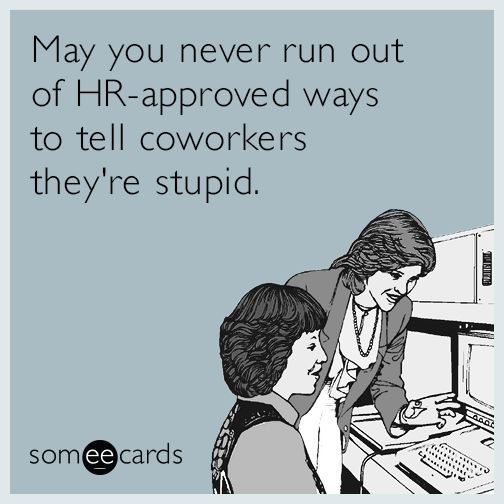 May you never run out
of HR-approved ways
to tell coworkers
they're stupid.
someecards